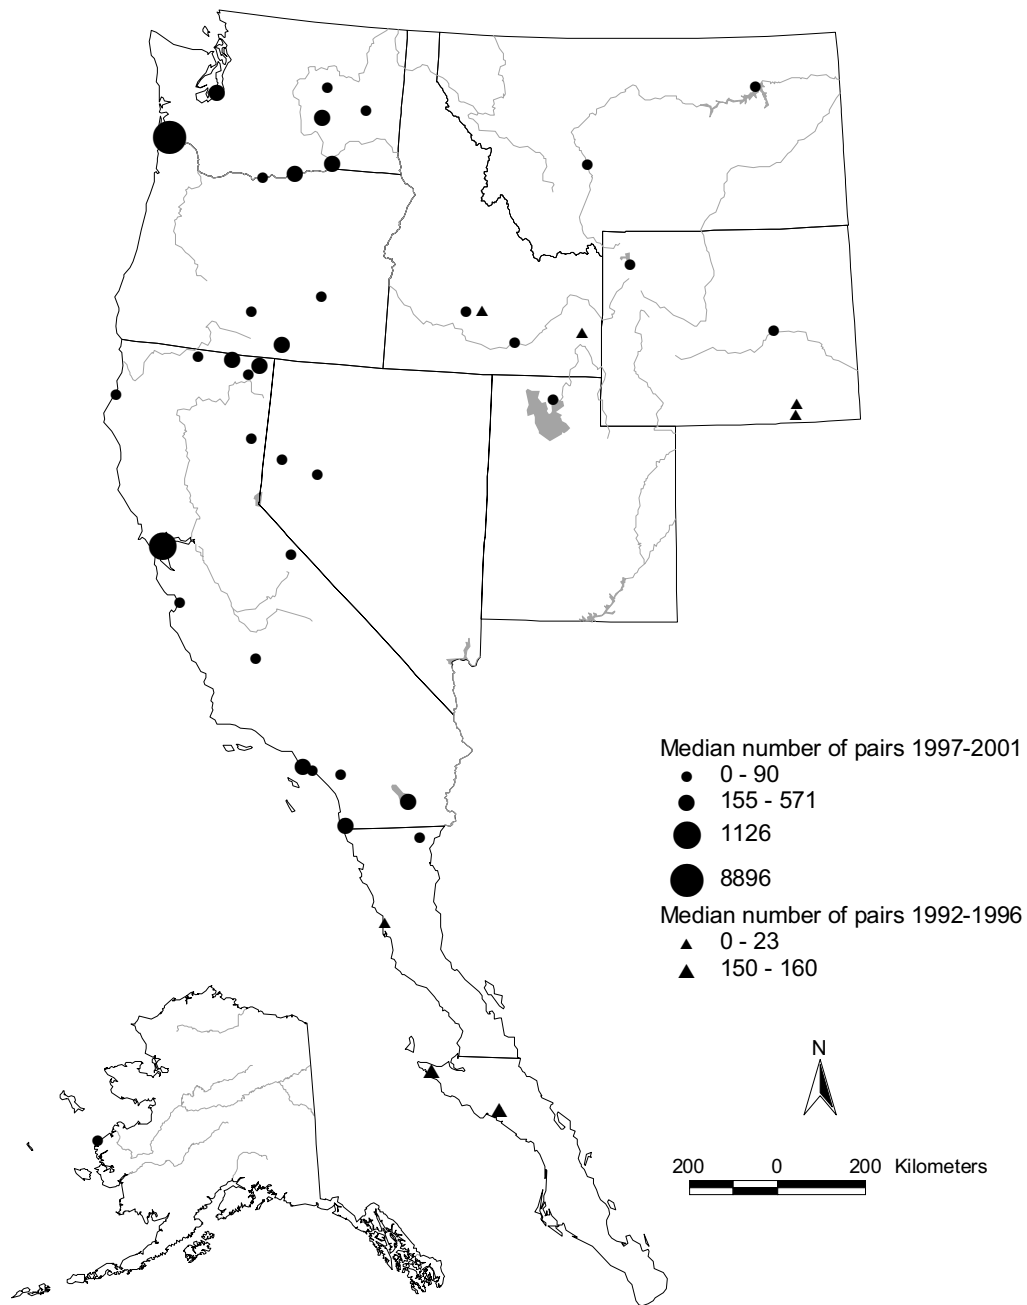 Median number of pairs 1997-2001
0 - 90
155 - 571
1126
8896
Median number of pairs 1992-1996
0 - 23
150 - 160
N
200 0 200 Kilometers